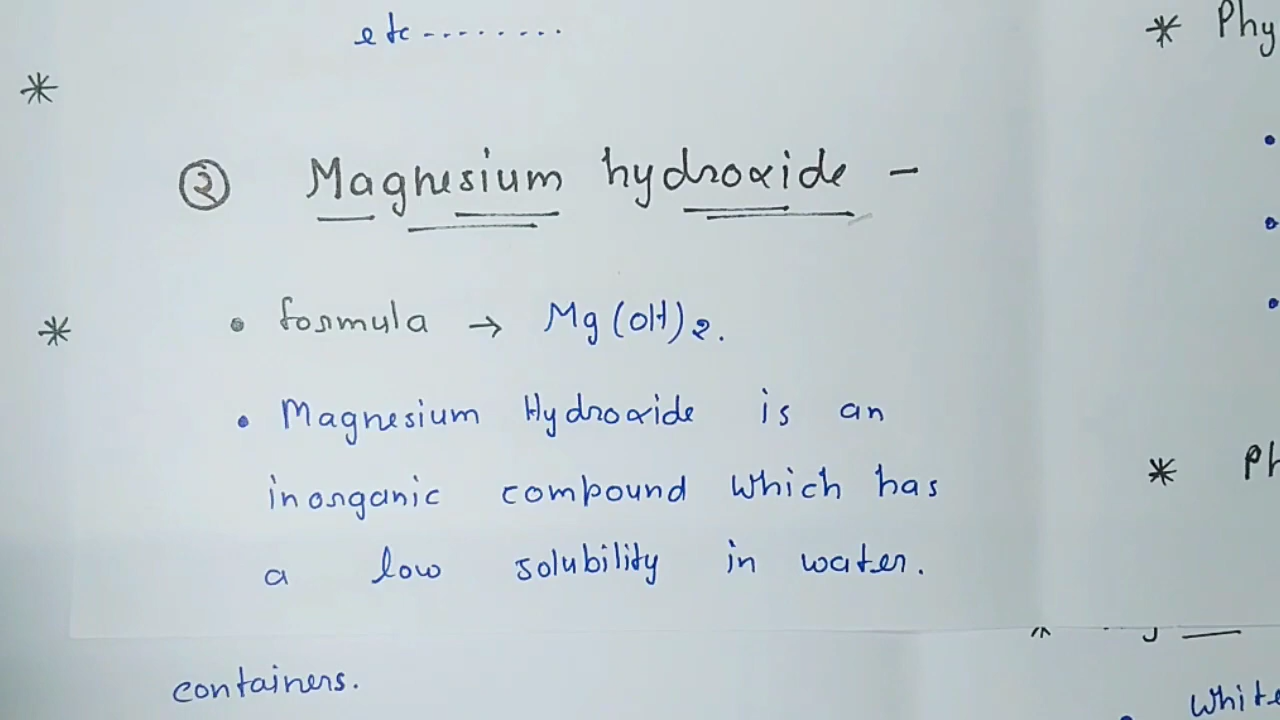 etc.........
*
② Magnesium hydroxide -
* • formula → Mg(OH)2.
• Magnesium Hydroxide is an
inorganic compound which has
a low solubility in water.
containers.
* Phy
•
•
•
* Ph
• White